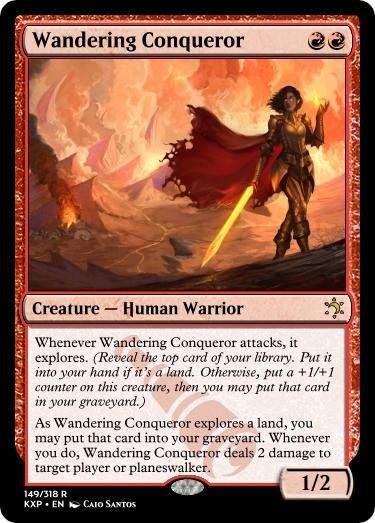 Wandering Conqueror
Creature — Human Warrior
Whenever Wandering Conqueror attacks, it
explores. (Reveal the top card of your library. Put it
into your hand if it's a land. Otherwise, put a +1/+1
counter on this creature, then you may put that card
in your graveyard.)
As Wandering Conqueror explores a land, you
may put that card into your graveyard. Whenever
you do, Wandering Conqueror deals 2 damage to
target player or planeswalker.
1/2
149/318 R
KXP • EN Caio Santos